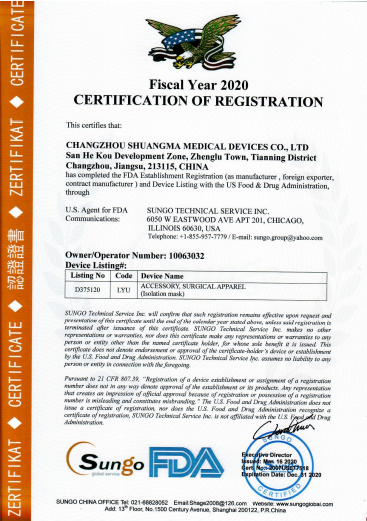 CERTIFICATE ◆ ZERTIFIKAT ◆ 認證證書 ◆ CERTIFICATE ◆ ZERTIFIKAT ◆ CERTIFICATE
Fiscal Year 2020
CERTIFICATION OF REGISTRATION
This certifies that:
CHANGZHOU SHUANGMA MEDICAL DEVICES CO., LTD
San He Kou Development Zone, Zhenglu Town, Tianning District
Changzhou, Jiangsu, 213115, CHINA
has completed the FDA Establishment Registration (as manufacturer , foreign exporter,
contract manufacturer ) and Device Listing with the US Food & Drug Administration,
through
U.S. Agent for FDA SUNGO TECHNICAL SERVICE INC.
Communications: 6050 W EASTWOOD AVE APT 201, CHICAGO,
ILLINOIS 60630, USA
Telephone: +1-855-957-7779 / E-mail: sungo.group@yahoo.com
Owner/Operator Number: 10063032
Device Listing#:
Listing No Code Device Name
D375120 LYU ACCESSORY, SURGICAL APPAREL
(Isolation mask)
SUNGO Technical Service Inc. will confirm that such registration remains effective upon request and
presentation of this certificate until the end of the calendar year stated above, unless said registration is
terminated after issuance of this certificate. SUNGO Technical Service Inc. makes no other
representations or warranties, nor does this certificate make any representations or warranties to any
person or entity other than the named certificate holder, for whose sole benefit it is issued. This
certificate does not denote endorsement or approval of the certificate-holder's device or establishment
by the U.S. Food and Drug Administration. SUNGO Technical Service Inc. assumes no liability to any
person or entity in connection with the foregoing.
Pursuant to 21 CFR 807.39, "Registration of a device establishment or assignment of a registration
number does not in any way denote approval of the establishment or its products. Any representation
that creates an impression of official approval because of registration or possession of a registration
number is misleading and constitutes misbranding." The U.S. Food and Drug Administration does not
issue a certificate of registration, nor does the U.S. Food and Drug Administration recognize a
certificate of registration, SUNGO Technical Service Inc. is not affiliated with the U.S. Food and Drug
Administration.
SUNGO
Sungo FDA
global service
Executive Director
Issued: Mar. 16 2020
Expiration Date: Dec. 31 2020
CERTIFIED
SUNGO CHINA OFFICE Tel: 021-68828052 Email:Shage2008@126.com Website: www.sungoglobal.com
Add: 13th Floor, No.1500 Century Avenue, Shanghai 200122, P.R.China